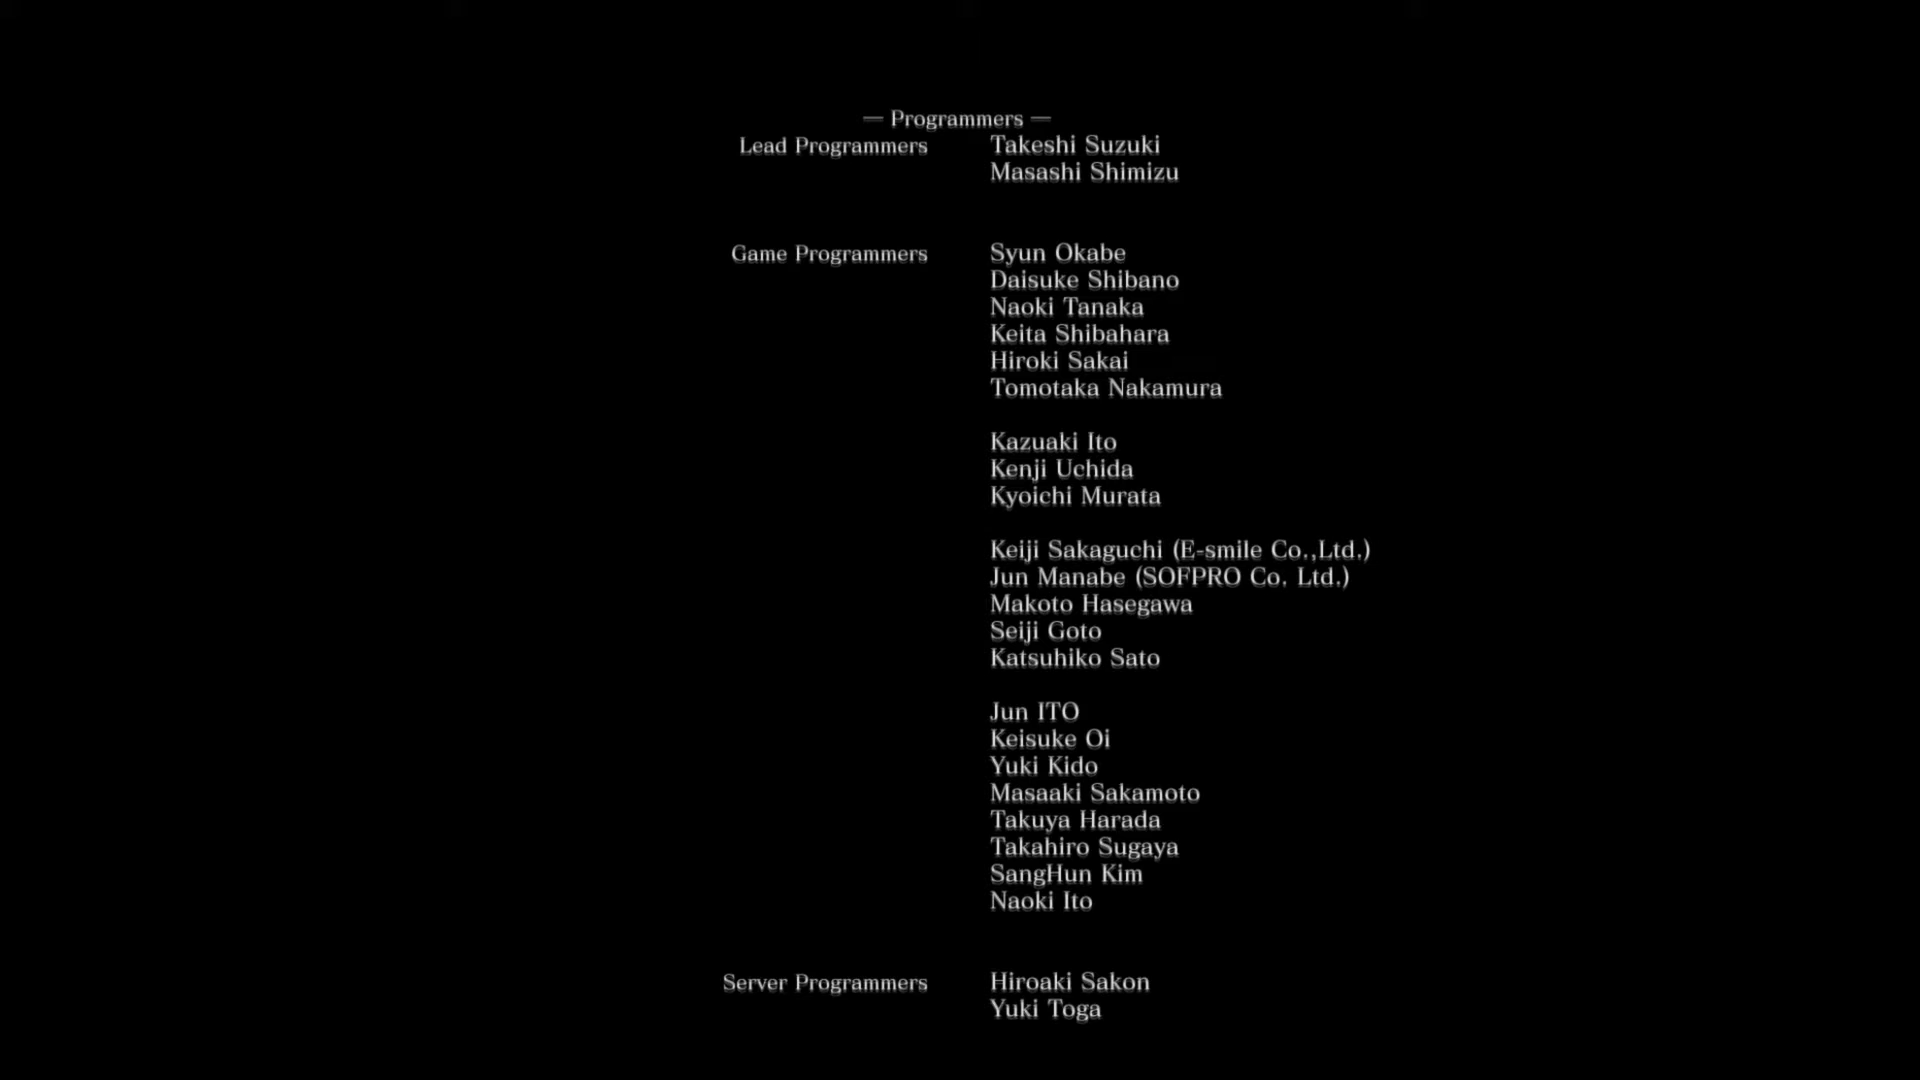 — Programmers —
Lead Programmers Takeshi Suzuki
Masashi Shimizu
Game Programmers Syun Okabe
Daisuke Shibano
Naoki Tanaka
Keita Shibahara
Hiroki Sakai
Tomotaka Nakamura
Kazuaki Ito
Kenji Uchida
Kyoichi Murata
Keiji Sakaguchi (E-smile Co.,Ltd.)
Jun Manabe (SOFPRO Co. Ltd.)
Makoto Hasegawa
Seiji Goto
Katsuhiko Sato
Jun ITO
Keisuke Oi
Yuki Kido
Masaaki Sakamoto
Takuya Harada
Takahiro Sugaya
SangHun Kim
Naoki Ito
Server Programmers Hiroaki Sakon
Yuki Toga